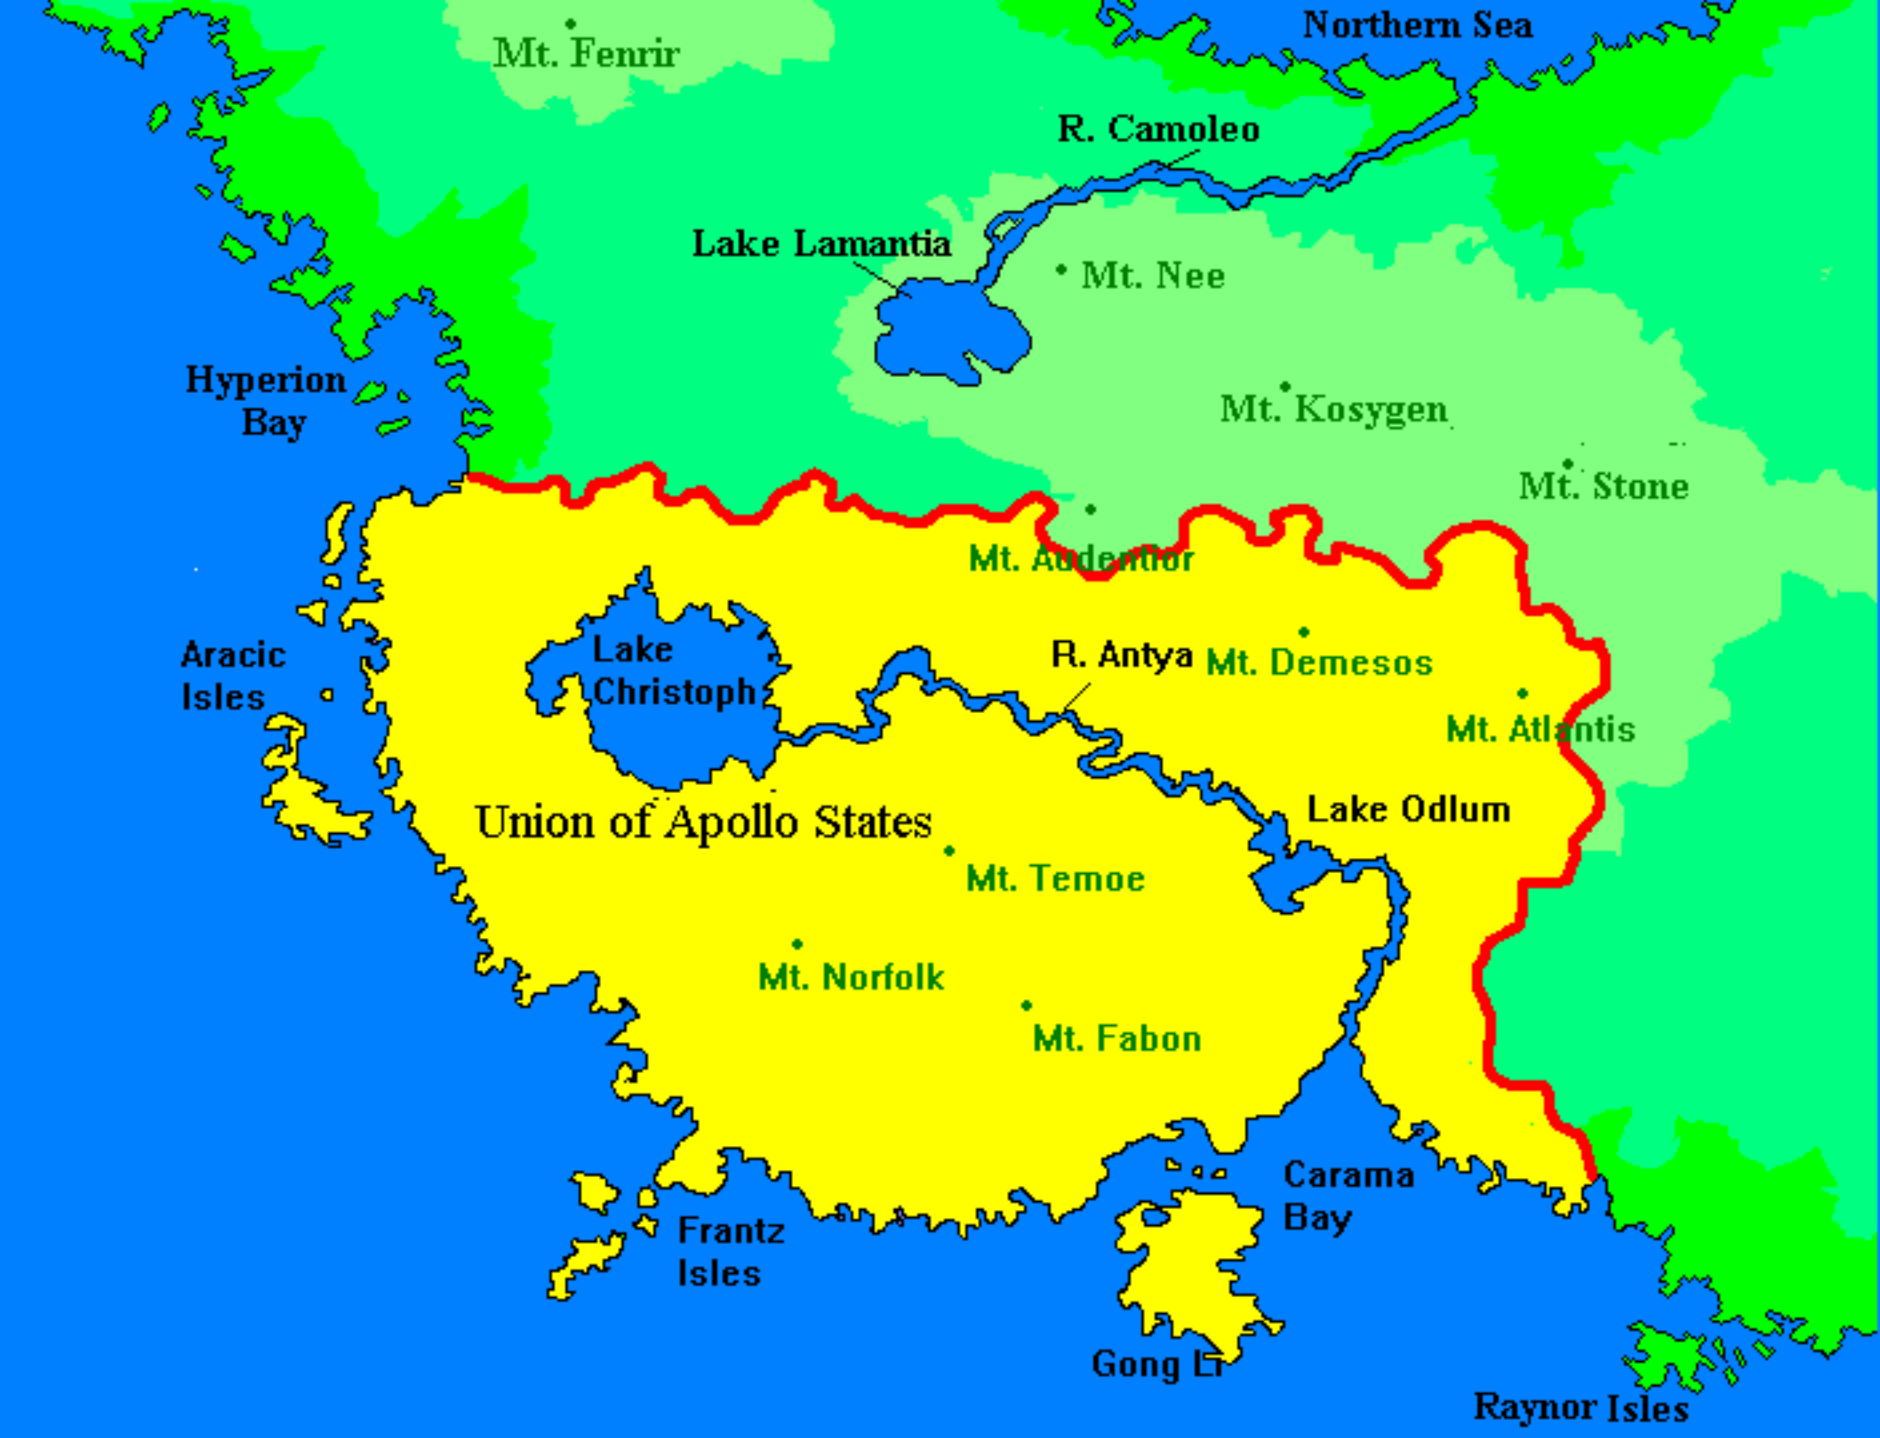 Northern Sea
Mt. Fenrir
R. Camoleo
Lake Lamantia
Mt. Nee
Hyperion
Bay
Mt. Kosygen
Mt. Stone
Mt. Audentior
Lake
Christoph
R. Antya
Mt. Demesos
Aracic
Isles
Mt. Atlantis
Union of Apollo States
Lake Odlum
Mt. Temoe
Mt. Norfolk
Mt. Fabon
Carama
Bay
Frantz
Isles
Gong Li
Raynor Isles